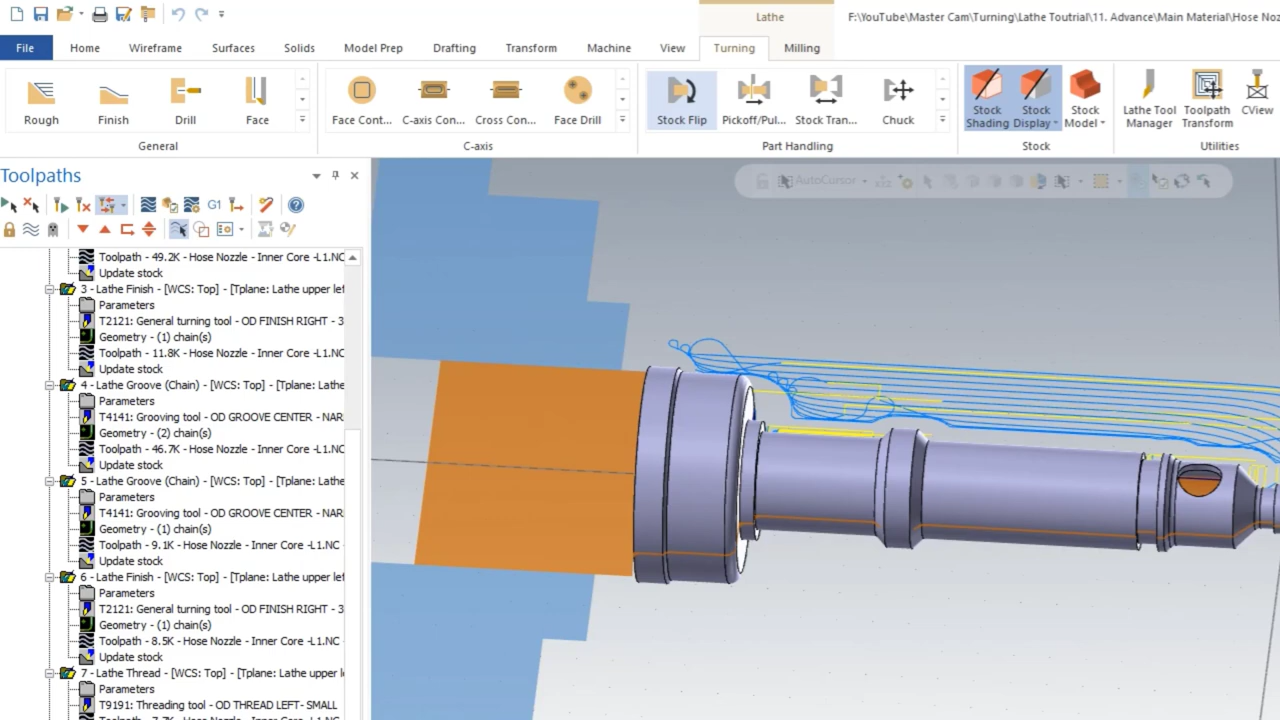 Lathe
F:\YouTube\Master Cam\Turning\Lathe Toutrial\11. Advance\Main Material\Hose Noz
File Home Wireframe Surfaces Solids Model Prep Drafting Transform Machine View Turning Milling
Rough Finish Drill Face Face Cont... C-axis Con... Cross Con... Face Drill Stock Flip Pickoff/Pul... Stock Tran... Chuck
Stock Shading
Stock Display
Stock Model
Lathe Tool Manager
Toolpath Transform
CView
General C-axis Part Handling Stock Utilities
Toolpaths
AutoCursor
G1
Toolpath - 49.2K - Hose Nozzle - Inner Core -L1.NC
Update stock
3 - Lathe Finish - [WCS: Top] - [Tplane: Lathe upper lef
Parameters
T2121: General turning tool - OD FINISH RIGHT - 3
Geometry - (1) chain(s)
Toolpath - 11.8K - Hose Nozzle - Inner Core -L1.NC
Update stock
4 - Lathe Groove (Chain) - [WCS: Top] - [Tplane: Lathe
Parameters
T4141: Grooving tool - OD GROOVE CENTER - NAR
Geometry - (2) chain(s)
Toolpath - 46.7K - Hose Nozzle - Inner Core -L1.NC
Update stock
5 - Lathe Groove (Chain) - [WCS: Top] - [Tplane: Lathe
Parameters
T4141: Grooving tool - OD GROOVE CENTER - NAR
Geometry - (1) chain(s)
Toolpath - 9.1K - Hose Nozzle - Inner Core -L1.NC -
Update stock
6 - Lathe Finish - [WCS: Top] - [Tplane: Lathe upper lef
Parameters
T2121: General turning tool - OD FINISH RIGHT - 3
Geometry - (1) chain(s)
Toolpath - 8.5K - Hose Nozzle - Inner Core -L1.NC -
Update stock
7 - Lathe Thread - [WCS: Top] - [Tplane: Lathe upper l
Parameters
T9191: Threading tool - OD THREAD LEFT- SMALL